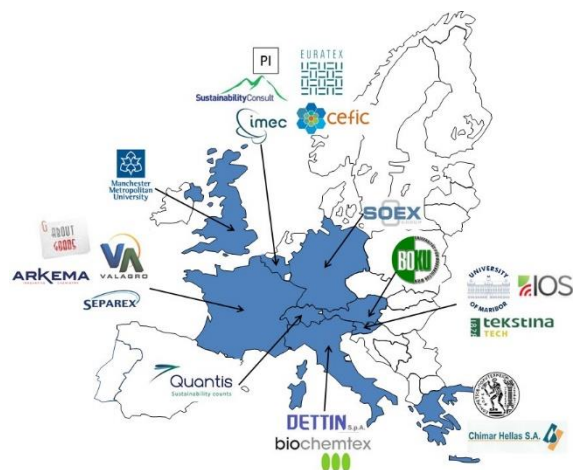 PI
EURATEX
SustainabilityConsult
imec
cefic
Manchester
Metropolitan
University
SOEX
ABOUT
GOODS
VALAGRO
ARKEMA
SEPAREX
BOKU
UNIVERSITY
OF MARIBOR
IOS
tekstina
TECH
Quantis
Sustainability counts
DETTIN S.p.A.
biochemtex
Chimar Hellas S.A.